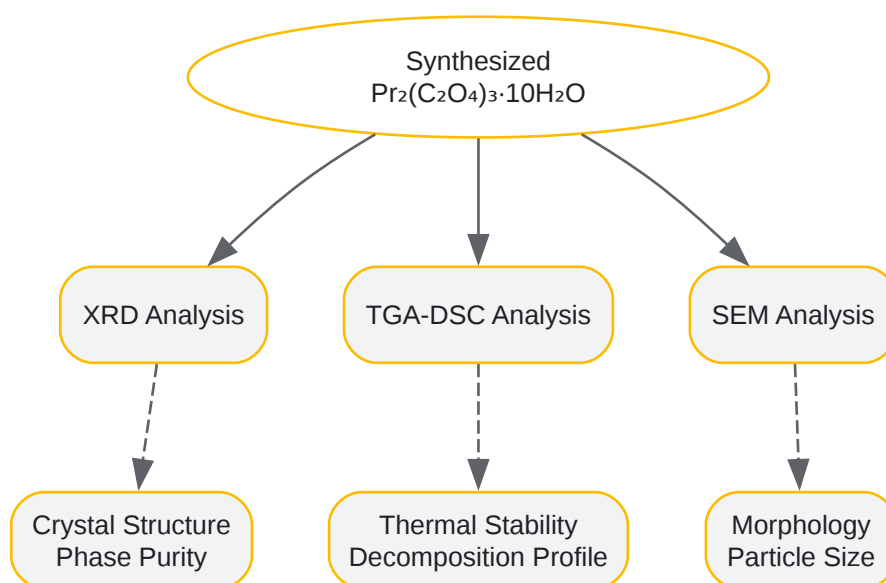 Synthesized
Pr₂(C₂O₄)₃·10H₂O
XRD Analysis
TGA-DSC Analysis
SEM Analysis
Crystal Structure
Phase Purity
Thermal Stability
Decomposition Profile
Morphology
Particle Size